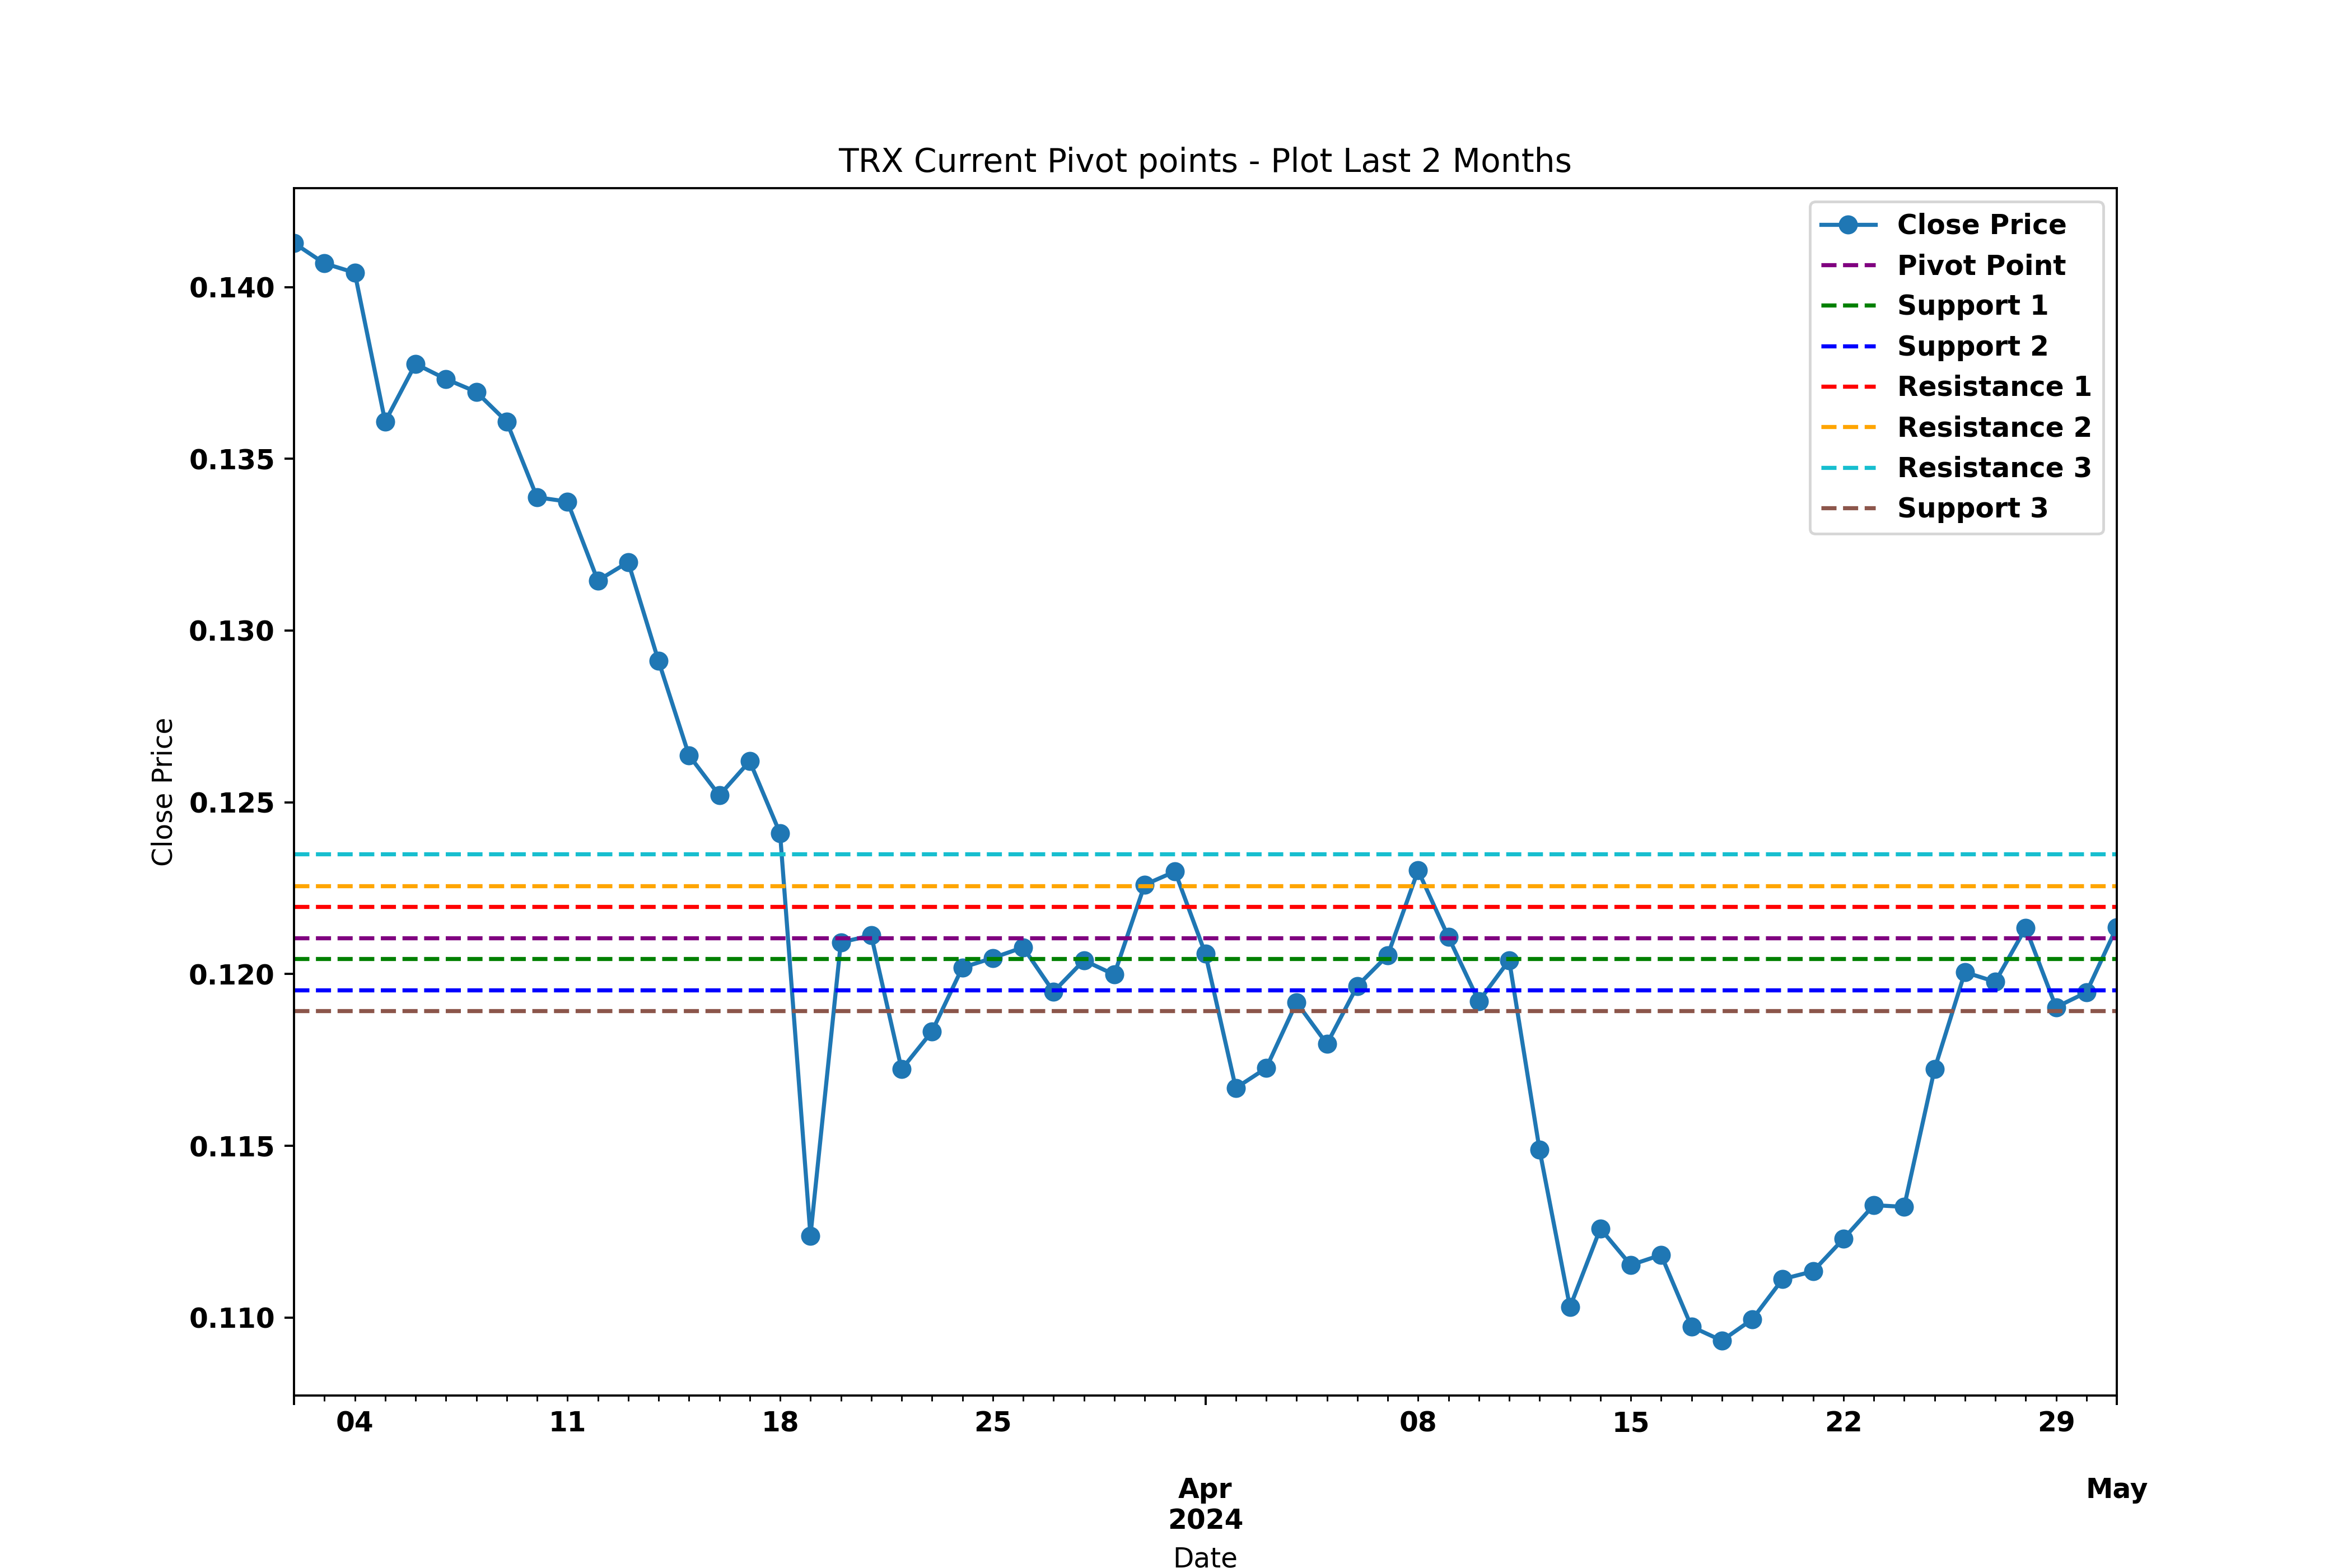 TRX Current Pivot points - Plot Last 2 Months
Close Price
Pivot Point
Support 1
Support 2
Resistance 1
Resistance 2
Resistance 3
Support 3
0.140
0.135
0.130
0.125
0.120
0.115
0.110
Close Price
04 11 18 25 08 15 22 29
Apr May
2024
Date